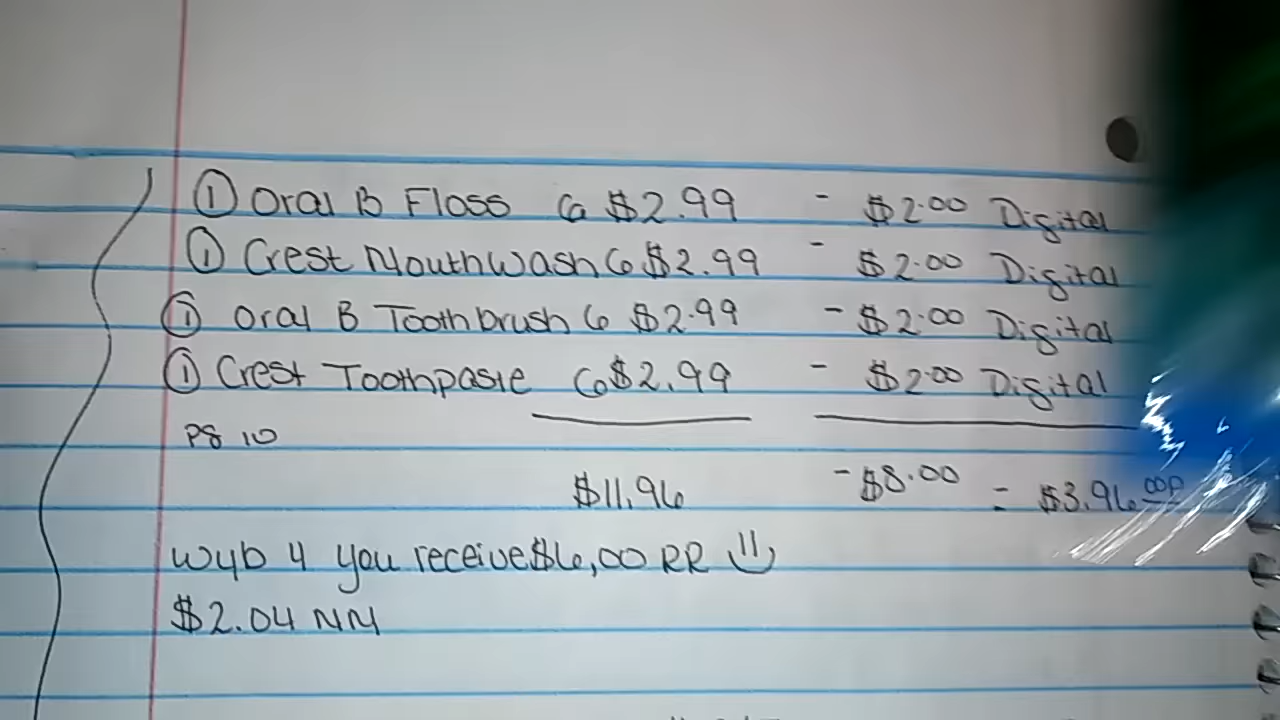 ① Oral B Floss @ $2.99 - $2.00 Digital
① Crest Mouthwash @ $2.99 - $2.00 Digital
① Oral B Toothbrush @ $2.99 - $2.00 Digital
① Crest Toothpaste @ $2.99 - $2.00 Digital
pg 10
$11.96 - $8.00 = $3.96 OOP
wyb 4 you receive $6.00 RR :)
$2.04 MM